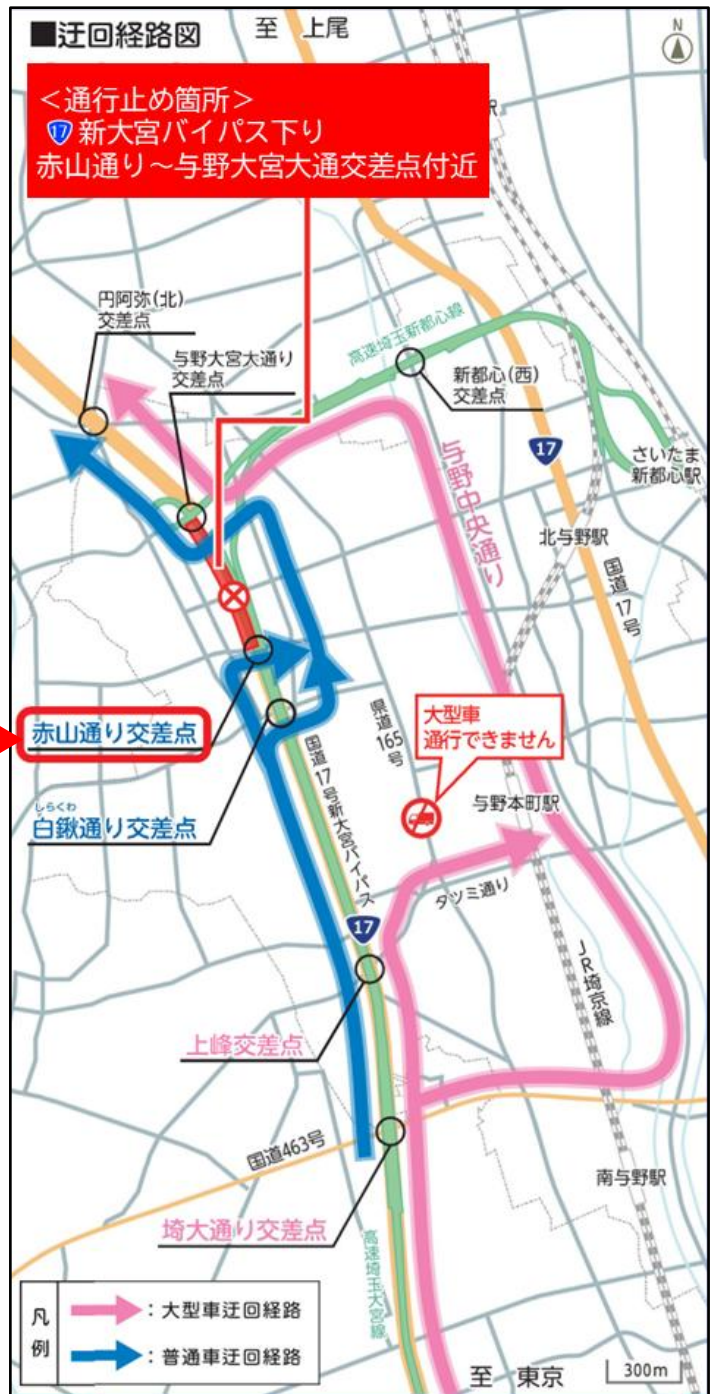 ■迂回経路図
至 上尾
N
＜通行止め箇所＞
17 新大宮バイパス下り
赤山通り～与野大宮大通交差点付近
駅
円阿弥(北)
交差点
与野大宮大通り
交差点
高速埼玉新都心線
新都心(西)
交差点
17
さいたま
新都心駅
与野中央通り
北与野駅
国道17号
赤山通り交差点
県道
165
号
大型車
通行できません
しらくわ
白鍬通り交差点
国道17号新大宮バイパス
与野本町駅
タツミ通り
17
JR埼京線
上峰交差点
国道463号
南与野駅
埼大通り交差点
高速埼玉大宮線
凡例
：大型車迂回経路
：普通車迂回経路
至 東京
300m